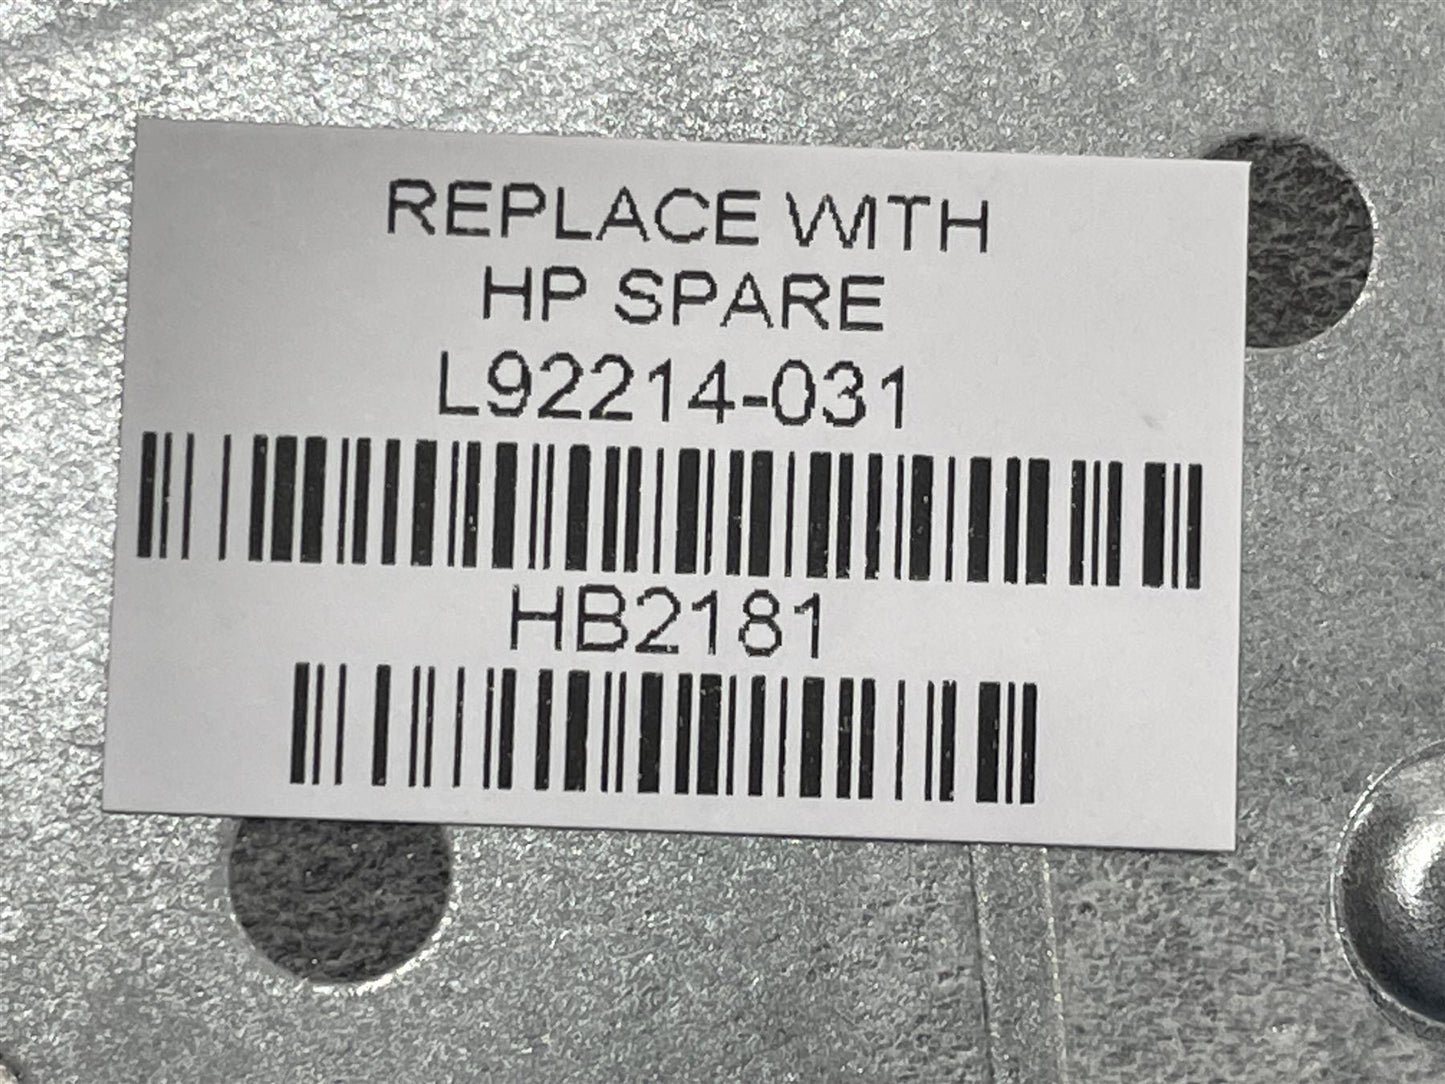 REPLACE WITH
HP SPARE
L92214-031
HB2181